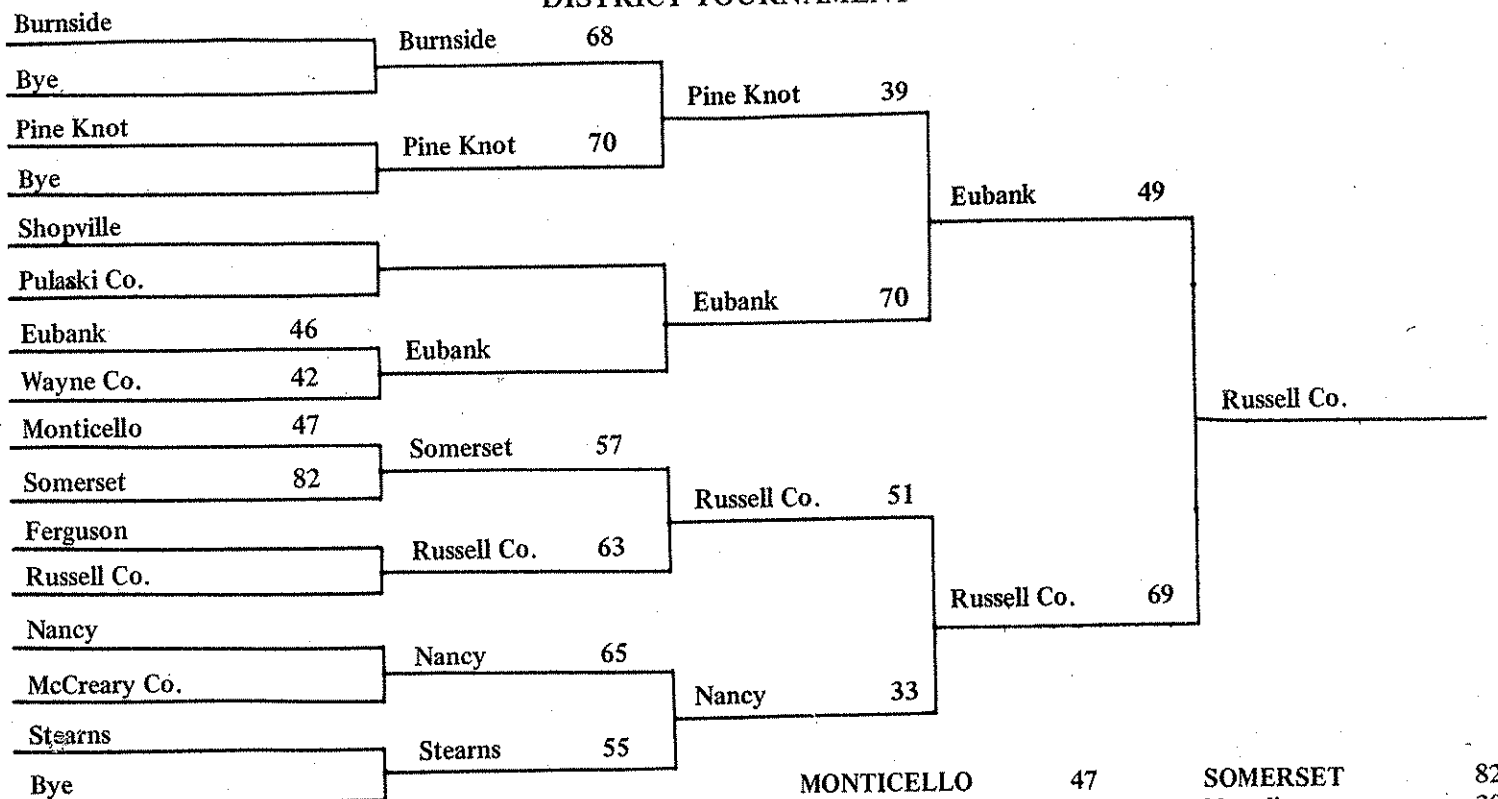 DISTRICT TOURNAMENT
Burnside
Bye
Pine Knot
Bye
Shopville
Pulaski Co.
Eubank 46
Wayne Co. 42
Monticello 47
Somerset 82
Ferguson
Russell Co.
Nancy
McCreary Co.
Stearns
Bye
Burnside 68
Pine Knot 70
Eubank
Somerset 57
Russell Co. 63
Nancy 65
Stearns 55
Pine Knot 39
Eubank 70
Russell Co. 51
Nancy 33
Eubank 49
Russell Co. 69
Russell Co.
MONTICELLO 47 SOMERSET 82